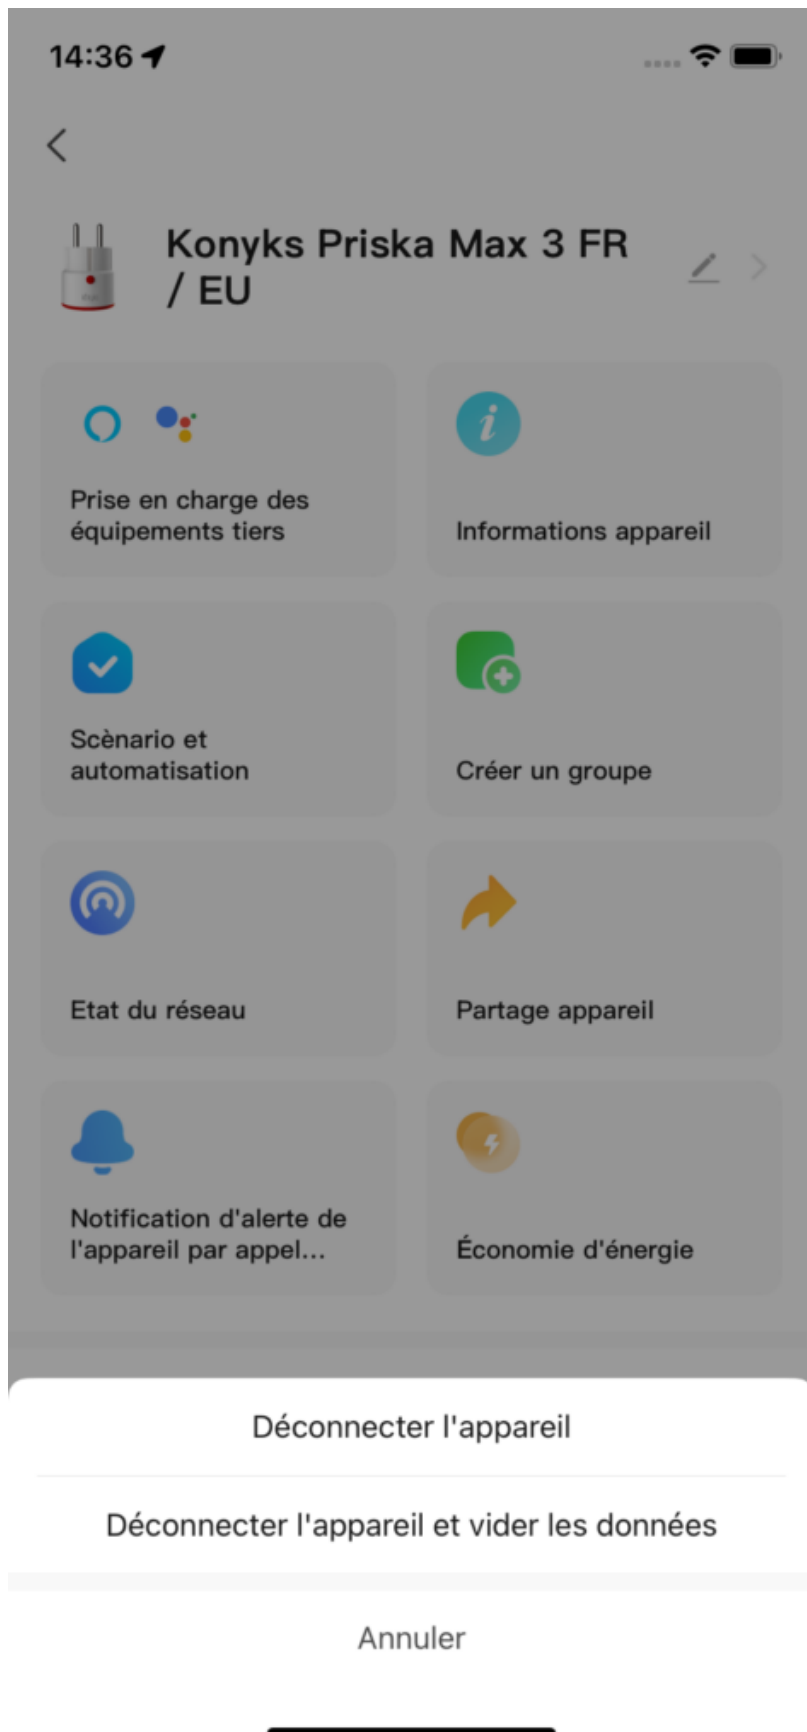 14:36
Konyks Priska Max 3 FR
/ EU
Prise en charge des
équipements tiers
Informations appareil
Scènario et
automatisation
Créer un groupe
Etat du réseau
Partage appareil
Notification d'alerte de
l'appareil par appel...
Économie d'énergie
Déconnecter l'appareil
Déconnecter l'appareil et vider les données
Annuler